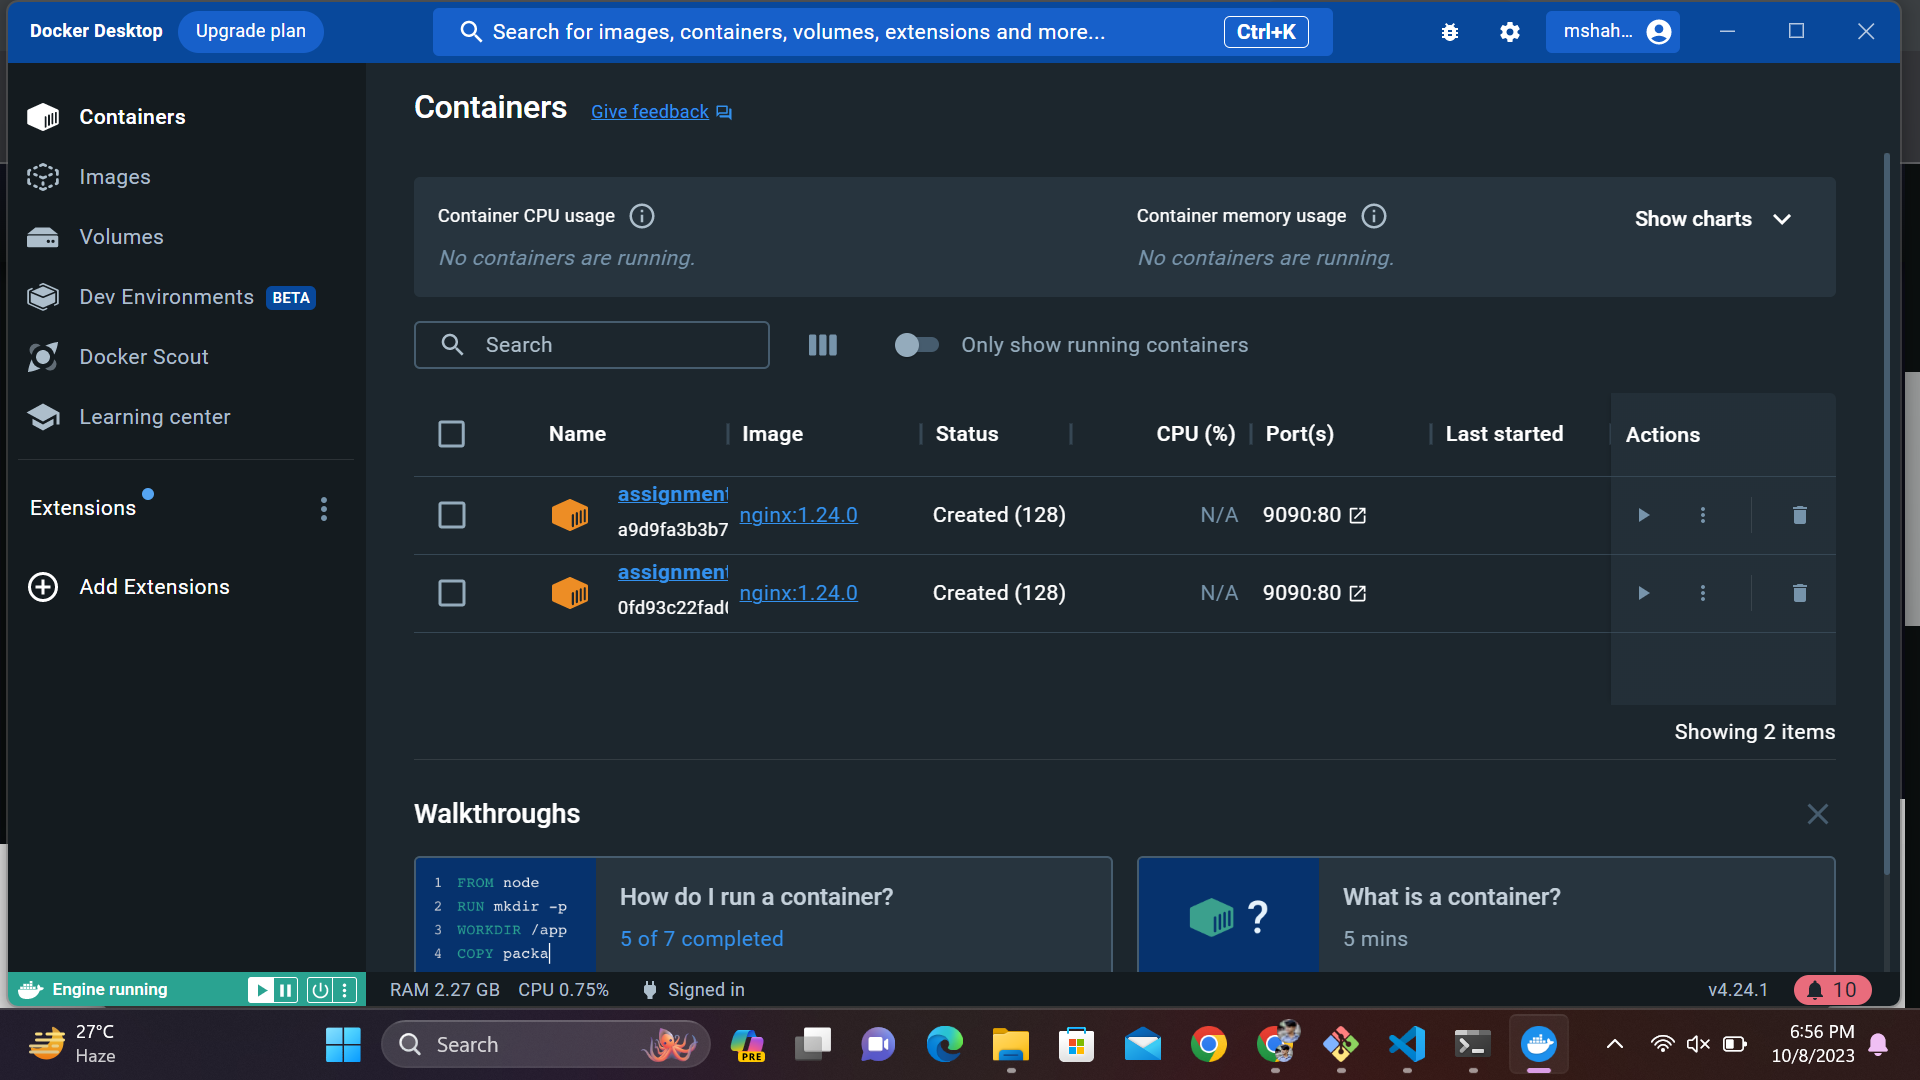 Docker Desktop Upgrade plan Search for images, containers, volumes, extensions and more... Ctrl+K mshah...
Containers
Images
Volumes
Dev Environments BETA
Docker Scout
Learning center
Extensions
Add Extensions
Containers Give feedback
Container CPU usage
No containers are running.
Container memory usage
No containers are running.
Show charts
Search
Only show running containers
Name Image Status CPU (%) Port(s) Last started Actions
assignment
a9d9fa3b3b7
nginx:1.24.0 Created (128) N/A 9090:80
assignment
0fd93c22fad
nginx:1.24.0 Created (128) N/A 9090:80
Showing 2 items
Walkthroughs
1 FROM node
2 RUN mkdir -p
3 WORKDIR /app
4 COPY packa
How do I run a container?
5 of 7 completed
?
What is a container?
5 mins
Engine running
RAM 2.27 GB CPU 0.75% Signed in
v4.24.1 10
27°C
Haze
Search
PRE
6:56 PM
10/8/2023